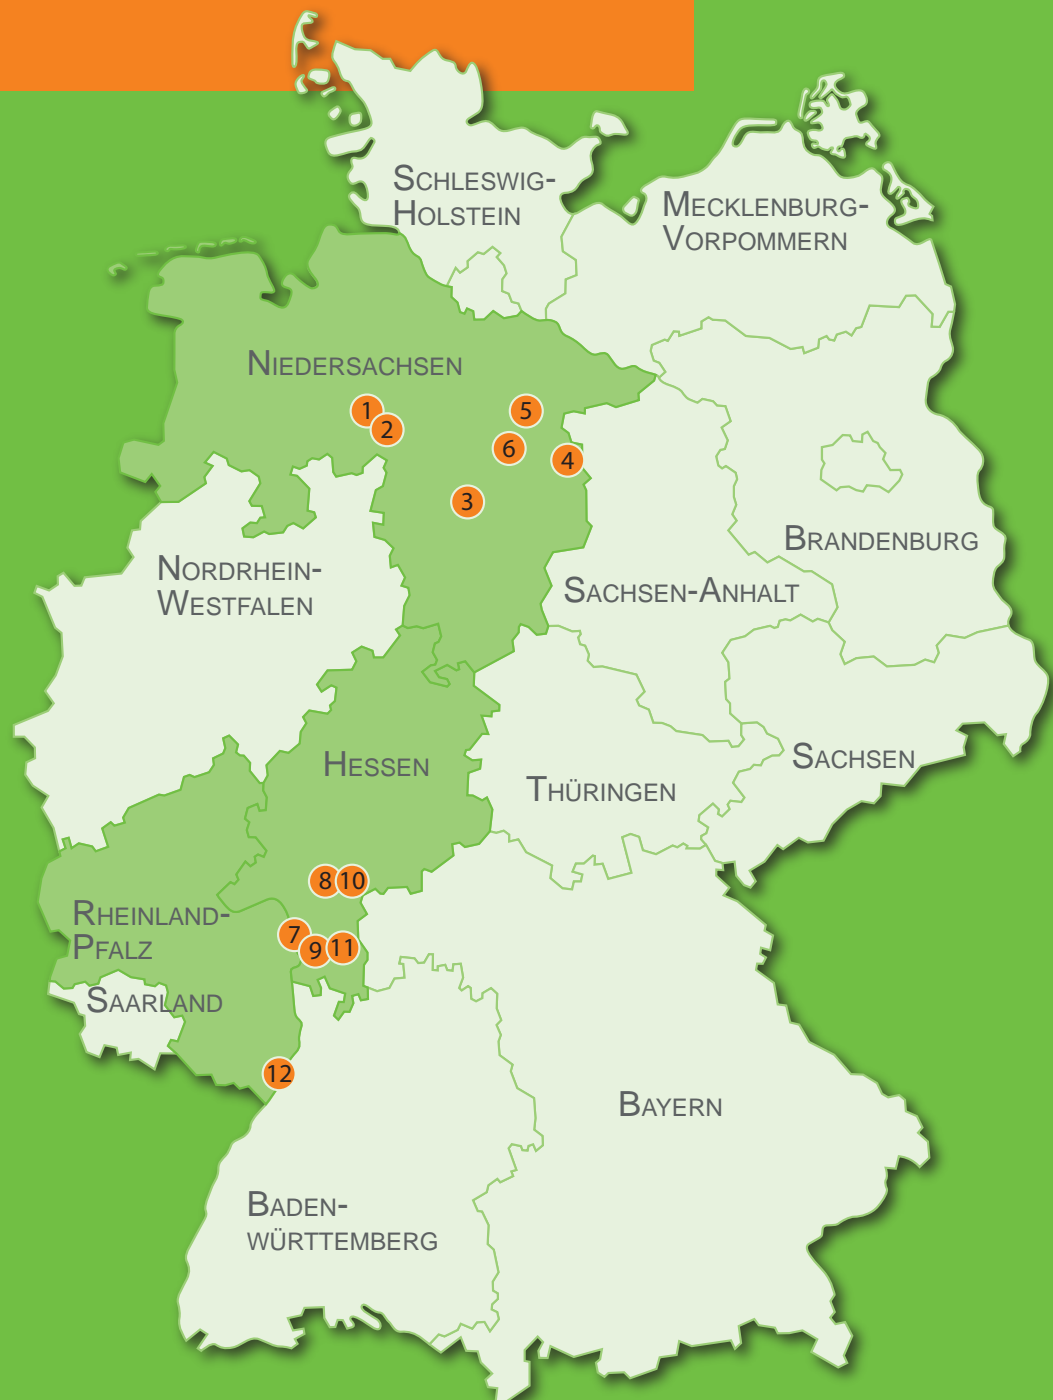 Schleswig-
Holstein
Mecklenburg-
Vorpommern
Niedersachsen
1
2
5
6
4
3
Brandenburg
Nordrhein-
Westfalen
Sachsen-Anhalt
Hessen
Sachsen
Thüringen
8
10
Rheinland-
Pfalz
7
9
11
Saarland
12
Bayern
Baden-
württemberg